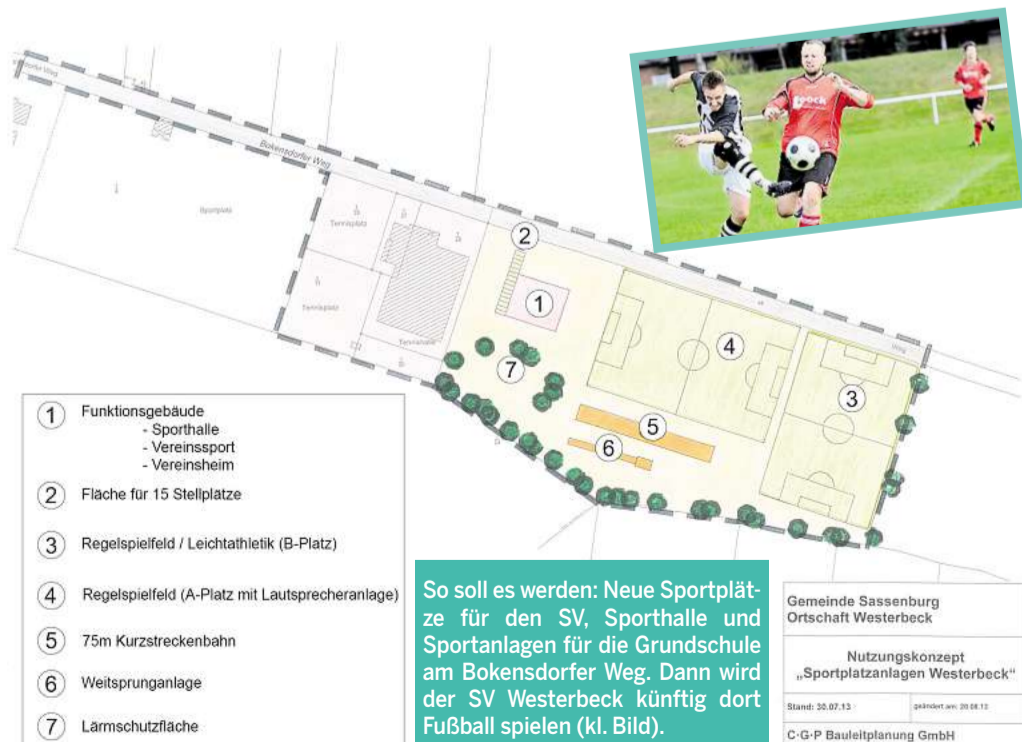 Weg
Bokensdorfer Weg
Sportplatz
Tennisplatz
Tennisplatz
Tennishalle
Weg
2
1
4
3
7
5
6
1 Funktionsgebäude
- Sporthalle
- Vereinssport
- Vereinsheim
2 Fläche für 15 Stellplätze
3 Regelspielfeld / Leichtathletik (B-Platz)
4 Regelspielfeld (A-Platz mit Lautsprecheranlage)
5 75m Kurzstreckenbahn
6 Weitsprunganlage
7 Lärmschutzfläche
So soll es werden: Neue Sportplät-
ze für den SV, Sporthalle und
Sportanlagen für die Grundschule
am Bokensdorfer Weg. Dann wird
der SV Westerbeck künftig dort
Fußball spielen (kl. Bild).
Gemeinde Sassenburg
Ortschaft Westerbeck
Nutzungskonzept
„Sportplatzanlagen Westerbeck“
Stand: 30.07.13
geändert am: 20.08.13
C·G·P Bauleitplanung GmbH